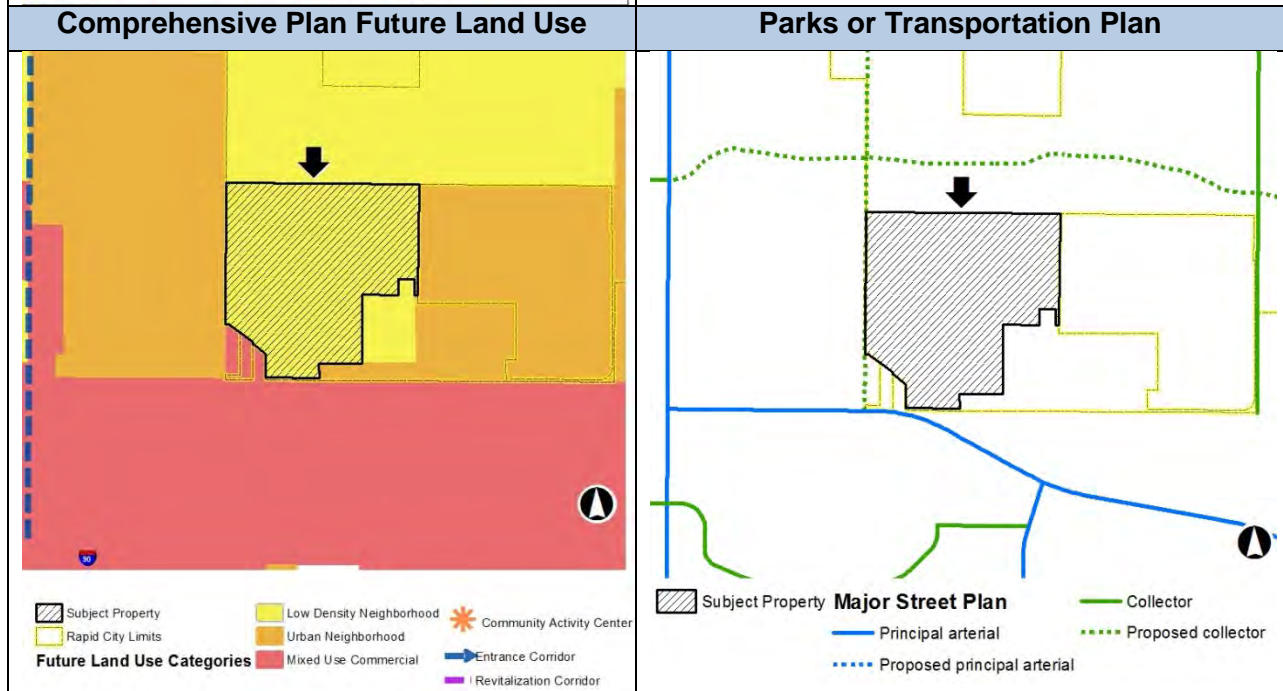 Comprehensive Plan Future Land Use
Parks or Transportation Plan
90
Subject Property
Rapid City Limits
Future Land Use Categories
Low Density Neighborhood
Urban Neighborhood
Mixed Use Commercial
Community Activity Center
Entrance Corridor
Revitalization Corridor
Subject Property
Major Street Plan
Principal arterial
Proposed principal arterial
Collector
Proposed collector